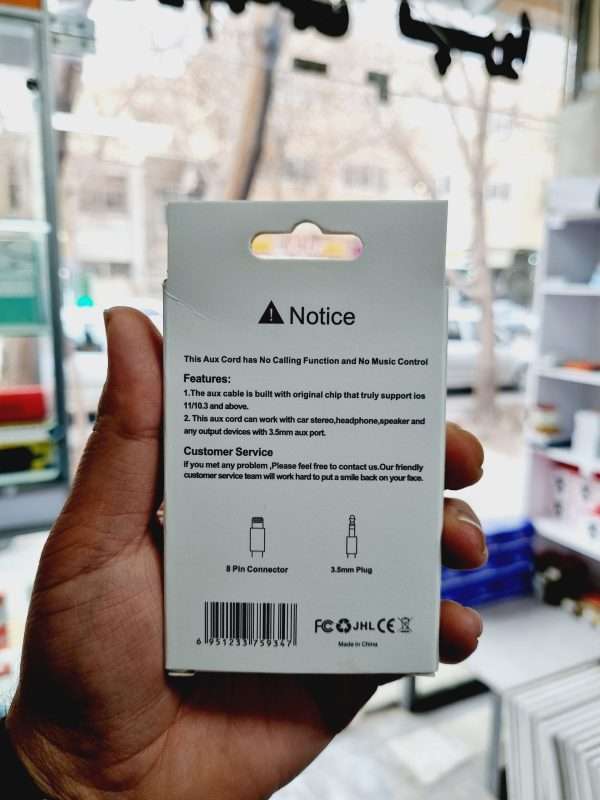 Notice
This Aux Cord has No Calling Function and No Music Control
Features:
1.The aux cable is built with original chip that truly support ios
11/10.3 and above.
2. This aux cord can work with car stereo,headphone,speaker and
any output devices with 3.5mm aux port.
Customer Service
if you met any problem ,Please feel free to contact us.Our friendly
customer service team will work hard to put a smile back on your face.
8 Pin Connector
3.5mm Plug
6 951233 759347
FC JHL CE
Made in China